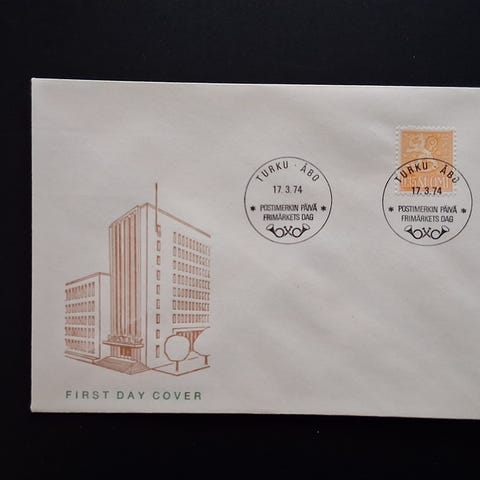 TURKU · ÅBO
17.3.74
* POSTIMERKIN PÄIVÄ *
FRIMÄRKETS DAG
SUOMI
TURKU · ÅBO
17.3.74
* POSTIMERKIN PÄIVÄ *
FRIMÄRKETS DAG
FIRST DAY COVER